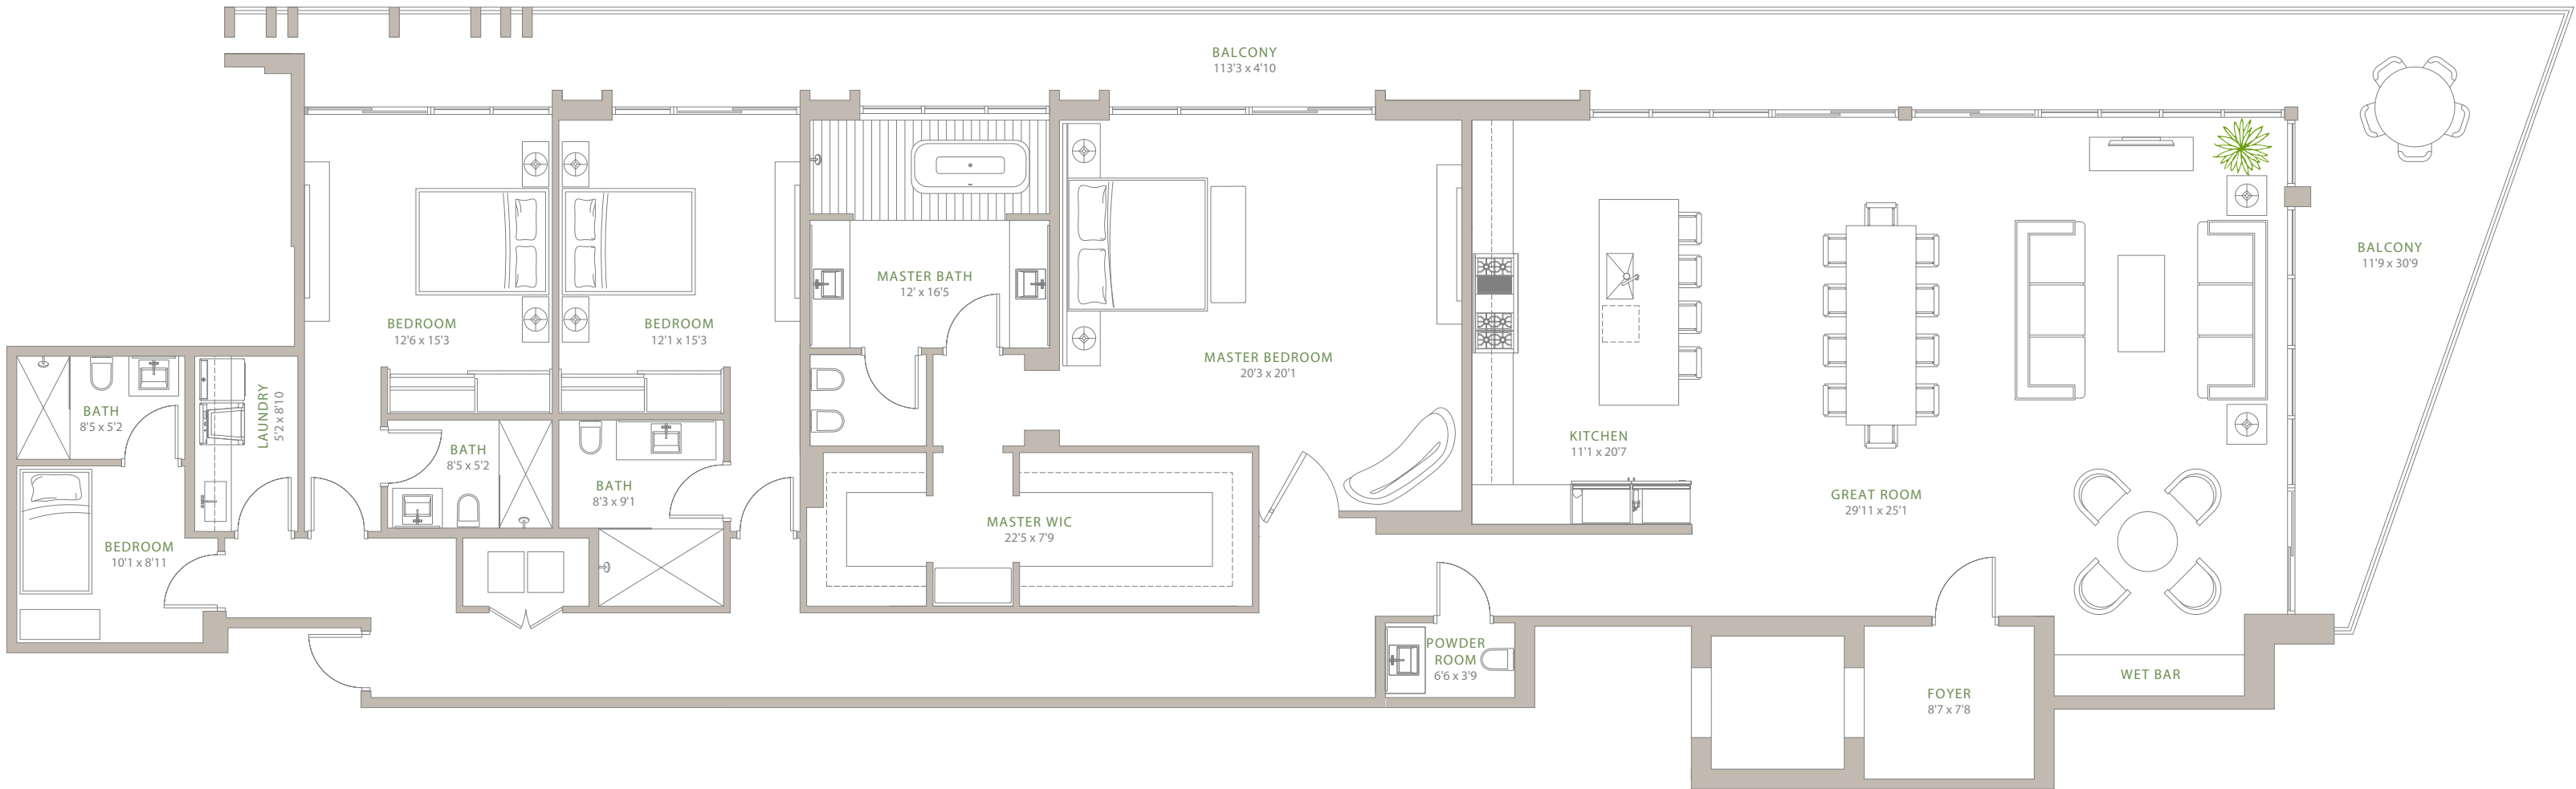 BALCONY
113'3 x 4'10
BALCONY
11'9 x 30'9
MASTER BATH
12' x 16'5
BEDROOM
12'6 x 15'3
BEDROOM
12'1 x 15'3
MASTER BEDROOM
20'3 x 20'1
BATH
8'5 x 5'2
LAUNDRY
5'2 x 8'10
BATH
8'5 x 5'2
BATH
8'3 x 9'1
KITCHEN
11'1 x 20'7
GREAT ROOM
29'11 x 25'1
MASTER WIC
22'5 x 7'9
BEDROOM
10'1 x 8'11
POWDER
ROOM
6'6 x 3'9
WET BAR
FOYER
8'7 x 7'8